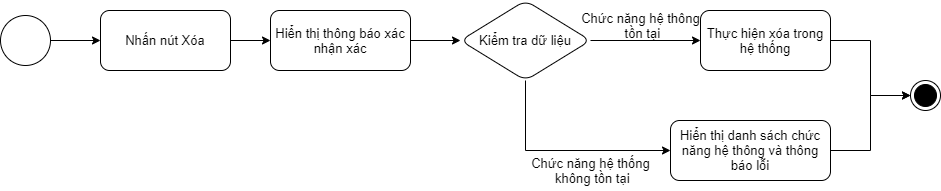 Nhấn nút Xóa
Hiển thị thông báo xác
nhận xác
Kiểm tra dữ liệu
Chức năng hệ thông
tồn tại
Thực hiện xóa trong
hệ thống
Chức năng hệ thống
không tồn tại
Hiển thị danh sách chức
năng hệ thông và thông
báo lỗi